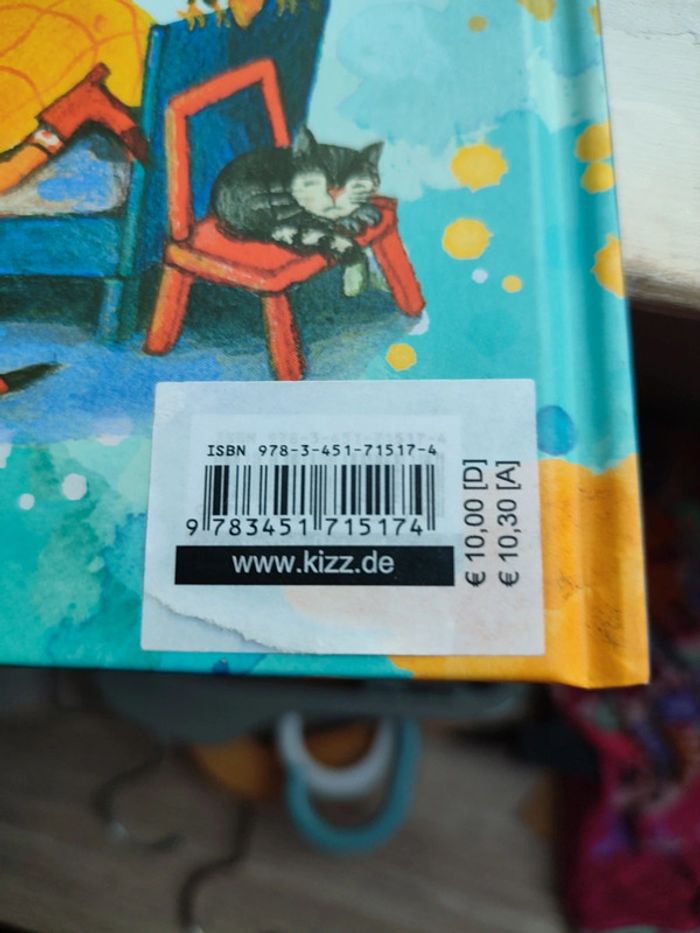 ISBN 978-3-451-71517-4
9 783451 715174
www.kizz.de
€ 10,00 [D]
€ 10,30 [A]